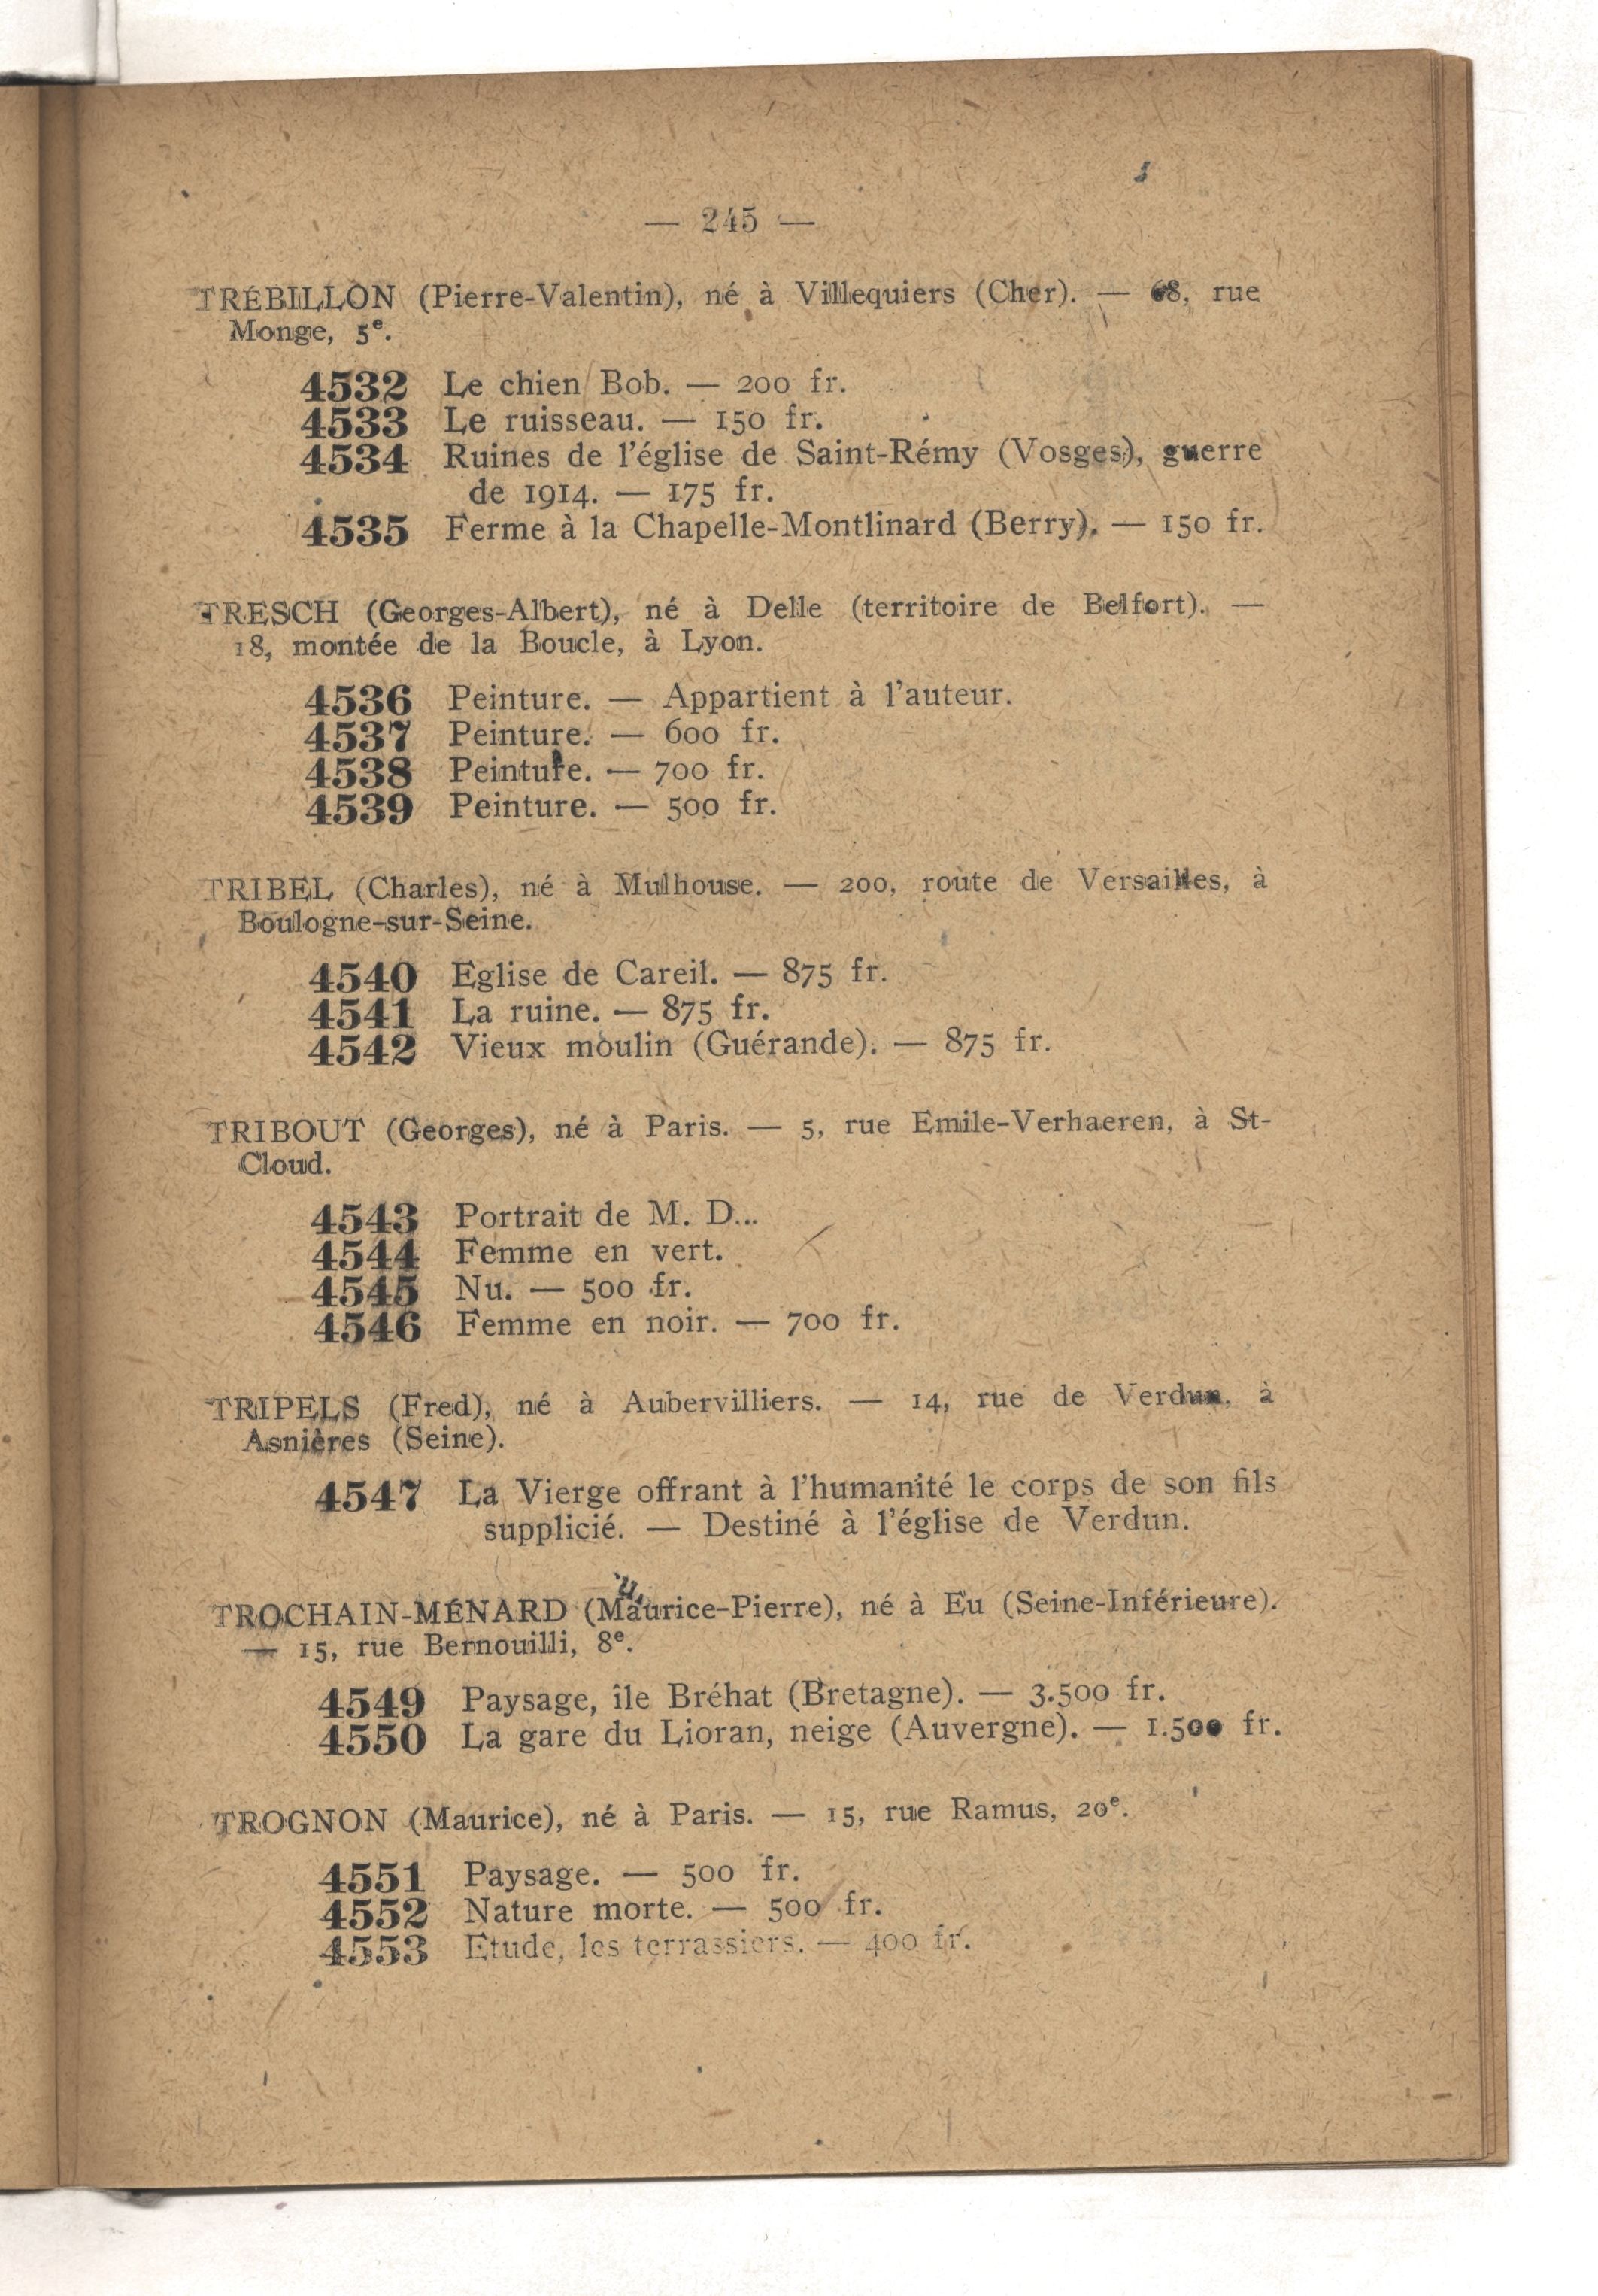 — 245 —
TRÉBILLON (Pierre-Valentin), né à Villequiers (Cher). — 68, rue
Monge, 5e.
4532 Le chien Bob. — 200 fr.
4533 Le ruisseau. — 150 fr.
4534 Ruines de l'église de Saint-Rémy (Vosges), guerre
de 1914. — 175 fr.
4535 Ferme à la Chapelle-Montlinard (Berry). — 150 fr.
TRESCH (Georges-Albert), né à Delle (territoire de Belfort). —
18, montée de la Boucle, à Lyon.
4536 Peinture. — Appartient à l'auteur.
4537 Peinture. — 600 fr.
4538 Peinture. — 700 fr.
4539 Peinture. — 500 fr.
TRIBEL (Charles), né à Mulhouse. — 200, route de Versailles, à
Boulogne-sur-Seine.
4540 Eglise de Careil. — 875 fr.
4541 La ruine. — 875 fr.
4542 Vieux moulin (Guérande). — 875 fr.
TRIBOUT (Georges), né à Paris. — 5, rue Emile-Verhaeren, à St-
Cloud.
4543 Portrait de M. D...
4544 Femme en vert.
4545 Nu. — 500 fr.
4546 Femme en noir. — 700 fr.
TRIPELS (Fred), né à Aubervilliers. — 14, rue de Verdun, à
Asnières (Seine).
4547 La Vierge offrant à l'humanité le corps de son fils
supplicié. — Destiné à l'église de Verdun.
TROCHAIN-MÉNARD (Maurice-Pierre), né à Eu (Seine-Inférieure).
— 15, rue Bernouilli, 8e.
4549 Paysage, île Bréhat (Bretagne). — 3.500 fr.
4550 La gare du Lioran, neige (Auvergne). — 1.500 fr.
TROGNON (Maurice), né à Paris. — 15, rue Ramus, 20e.
4551 Paysage. — 500 fr.
4552 Nature morte. — 500 fr.
4553 Etude, les terrassiers. — 400 fr.